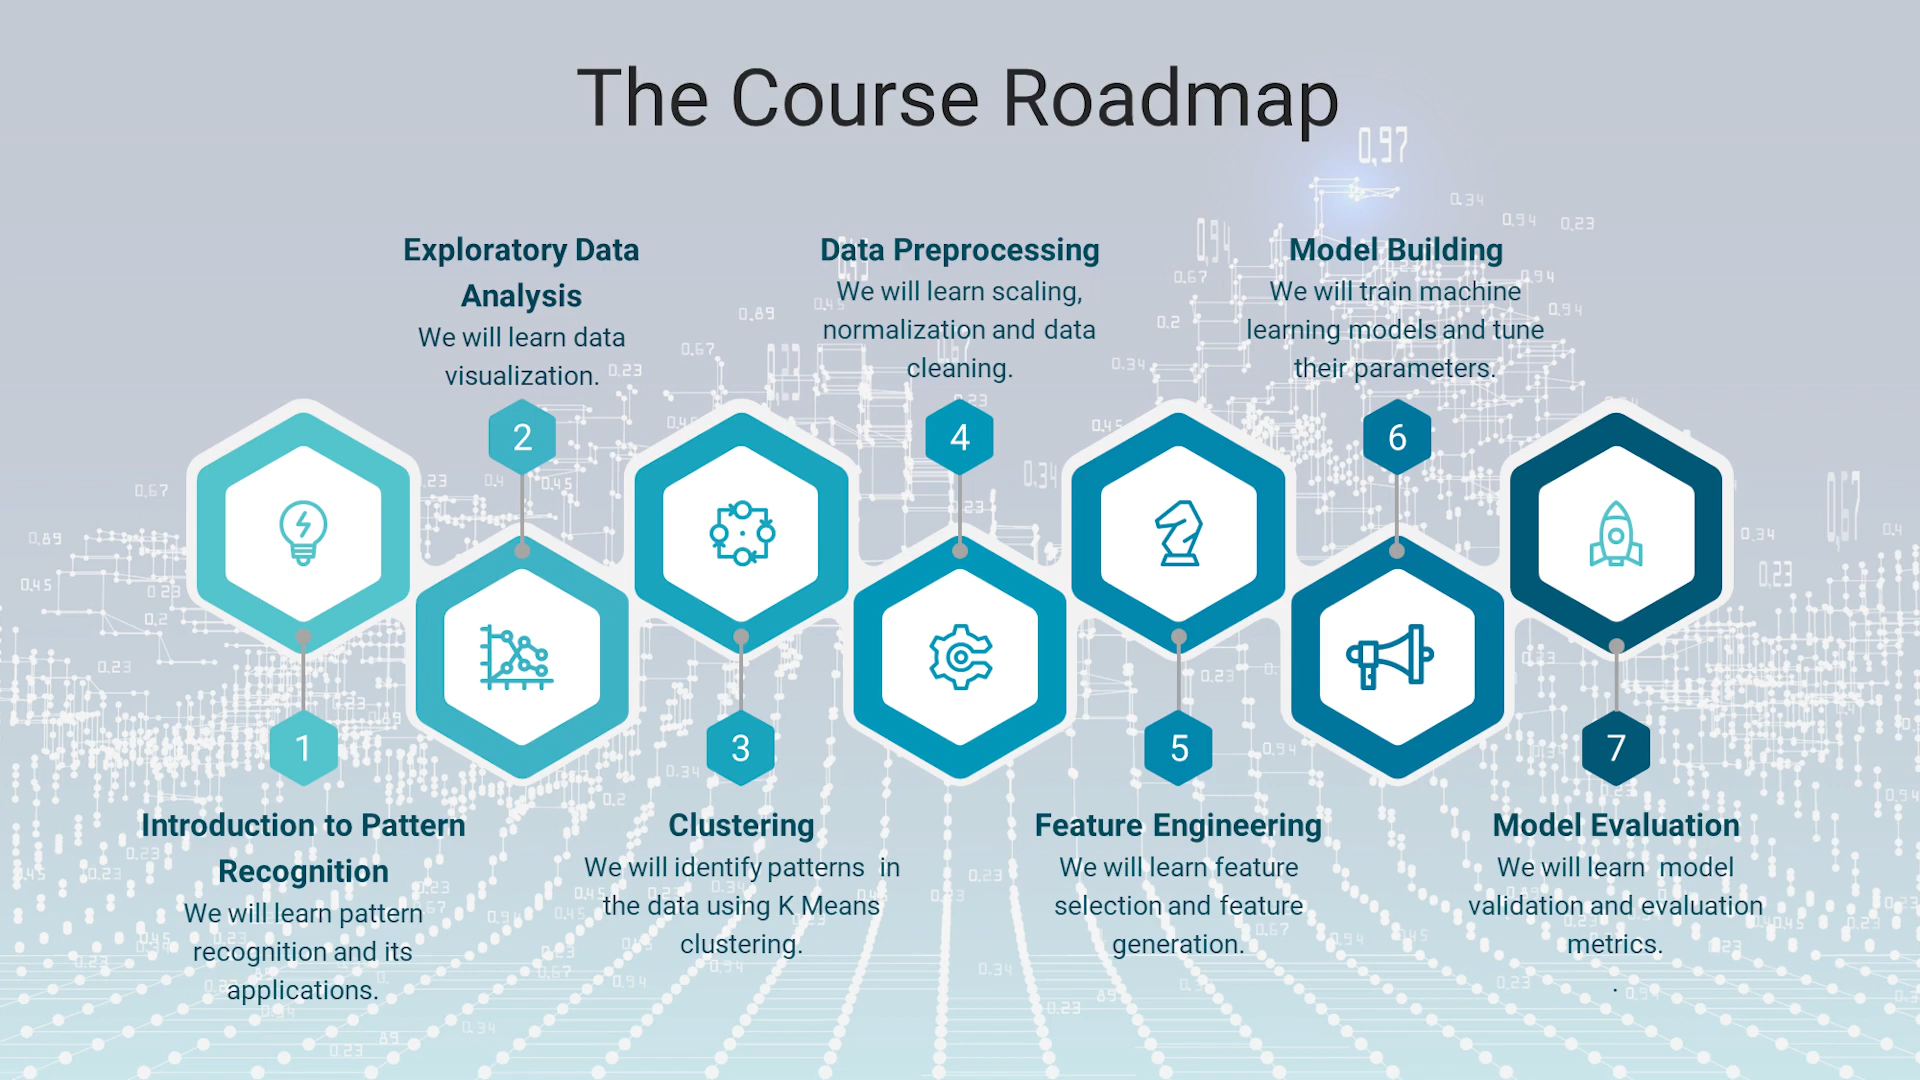 The Course Roadmap
Exploratory Data
Analysis
We will learn data
visualization.
Data Preprocessing
We will learn scaling,
normalization and data
cleaning.
Model Building
We will train machine
learning models and tune
their parameters.
2
4
6
1
3
5
7
Introduction to Pattern
Recognition
We will learn pattern
recognition and its
applications.
Clustering
We will identify patterns in
the data using K Means
clustering.
Feature Engineering
We will learn feature
selection and feature
generation.
Model Evaluation
We will learn model
validation and evaluation
metrics.
.
0.97